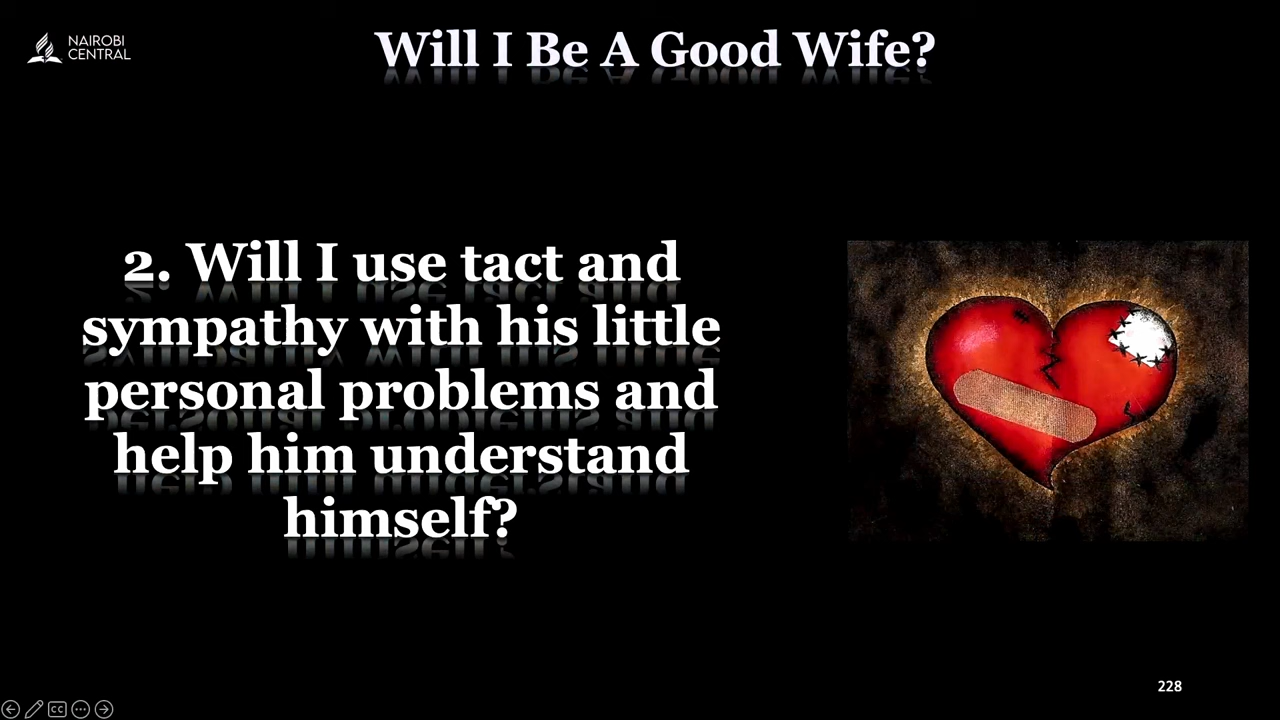 NAIROBI
CENTRAL
Will I Be A Good Wife?
2. Will I use tact and
sympathy with his little
personal problems and
help him understand
himself?
228
CC